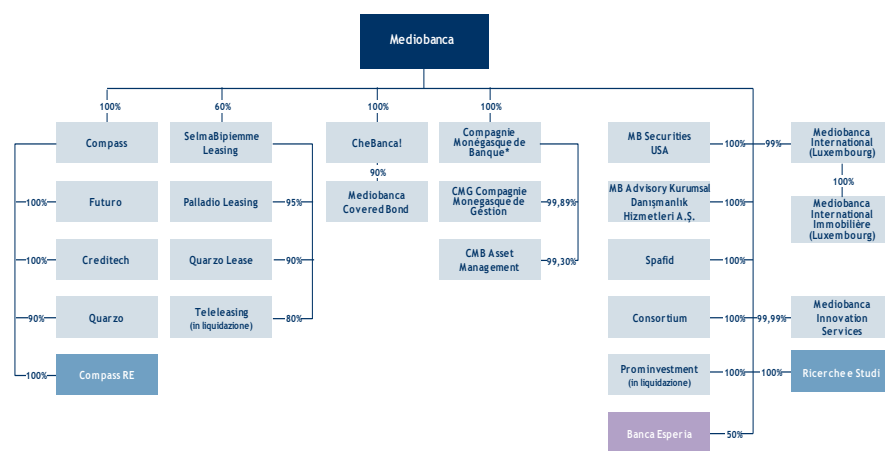 Mediobanca
100%
60%
100%
100%
Compass
SelmaBipiemme
Leasing
CheBanca!
Compagnie
Monégasque de
Banque*
MB Securities
USA
100%
99%
Mediobanca
International
(Luxembourg)
90%
100%
100%
Futuro
Palladio Leasing
95%
Mediobanca
Covered Bond
CMG Compagnie
Monegasque de
Géstion
99,89%
MB Advisory Kurumsal
Danışmanlık
Hizmetleri A.Ş.
100%
Mediobanca
International
Immobilière
(Luxembourg)
100%
Creditech
Quarzo Lease
90%
CMB Asset
Management
99,30%
Spafid
100%
90%
Quarzo
Teleleasing
(in liquidazione)
80%
Consortium
100%
99,99%
Mediobanca
Innovation
Services
100%
Compass RE
Prominvestment
(in liquidazione)
100%
100%
Ricerche e Studi
Banca Esperia
50%